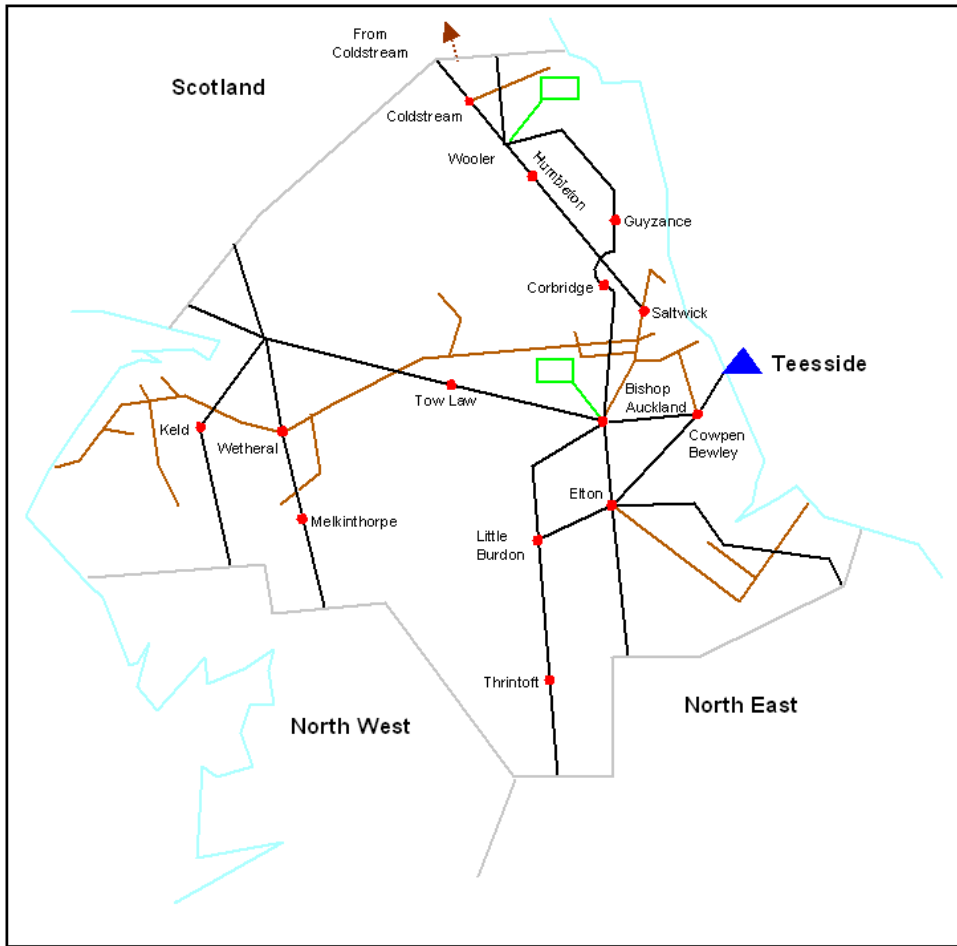 From
Coldstream
Scotland
Coldstream
Wooler
Humbleton
Guyzance
Corbridge
Saltwick
Teesside
Bishop
Auckland
Tow Law
Keld
Wetheral
Cowpen
Bewley
Elton
Melkinthorpe
Little
Burdon
Thrintoft
North East
North West